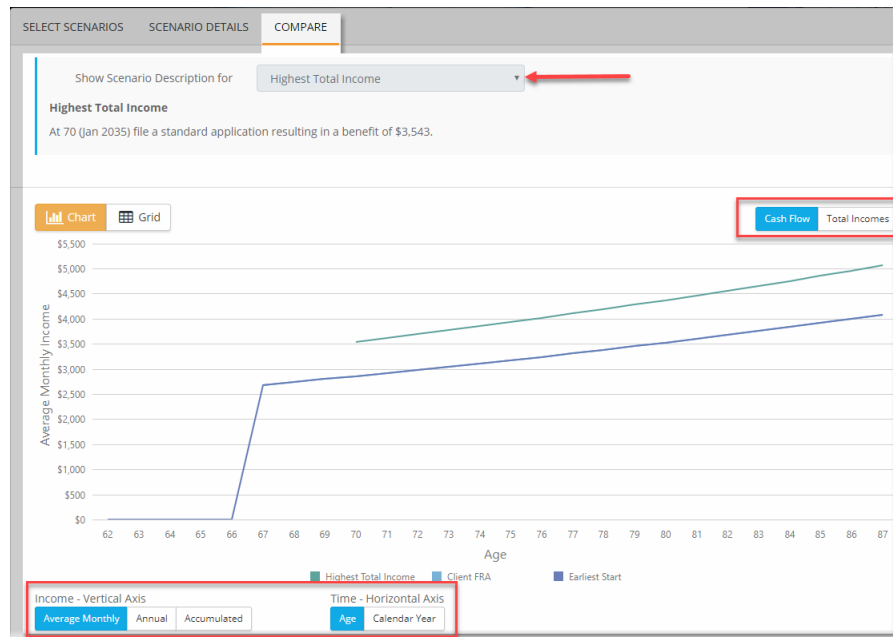 SELECT SCENARIOS SCENARIO DETAILS COMPARE
Show Scenario Description for Highest Total Income
Highest Total Income
At 70 (Jan 2035) file a standard application resulting in a benefit of $3,543.
Chart Grid Cash Flow Total Incomes
$5,500
$5,000
$4,500
$4,000
$3,500
$3,000
$2,500
$2,000
$1,500
$1,000
$500
$0
Average Monthly Income
62 63 64 65 66 67 68 69 70 71 72 73 74 75 76 77 78 79 80 81 82 83 84 85 86 87
Age
Highest Total Income Client FRA Earliest Start
Income - Vertical Axis Time - Horizontal Axis
Average Monthly Annual Accumulated Age Calendar Year